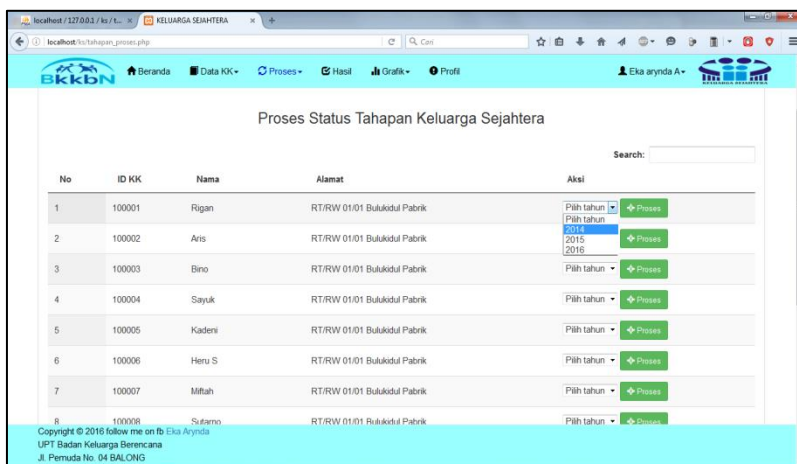 localhost / 127.0.0.1 / ks / t...
KELUARGA SEJAHTERA
localhost/ks/tahapan_proses.php
Cari
BKKbN
Beranda
Data KK
Proses
Hasil
Grafik
Profil
Eka arynda A
KELUARGA SEJAHTERA
Proses Status Tahapan Keluarga Sejahtera
Search:
No ID KK Nama Alamat Aksi
1 100001 Rigan RT/RW 01/01 Bulukidul Pabrik Pilih tahun Proses
Pilih tahun
2014
2015
2016
2 100002 Aris RT/RW 01/01 Bulukidul Pabrik Proses
3 100003 Bino RT/RW 01/01 Bulukidul Pabrik Pilih tahun Proses
4 100004 Sayuk RT/RW 01/01 Bulukidul Pabrik Pilih tahun Proses
5 100005 Kadeni RT/RW 01/01 Bulukidul Pabrik Pilih tahun Proses
6 100006 Heru S RT/RW 01/01 Bulukidul Pabrik Pilih tahun Proses
7 100007 Miftah RT/RW 01/01 Bulukidul Pabrik Pilih tahun Proses
8 100008 Sutarno RT/RW 01/01 Bulukidul Pabrik Pilih tahun Proses
Copyright © 2016 follow me on fb Eka Arynda
UPT Badan Keluarga Berencana
Jl. Pemuda No. 04 BALONG